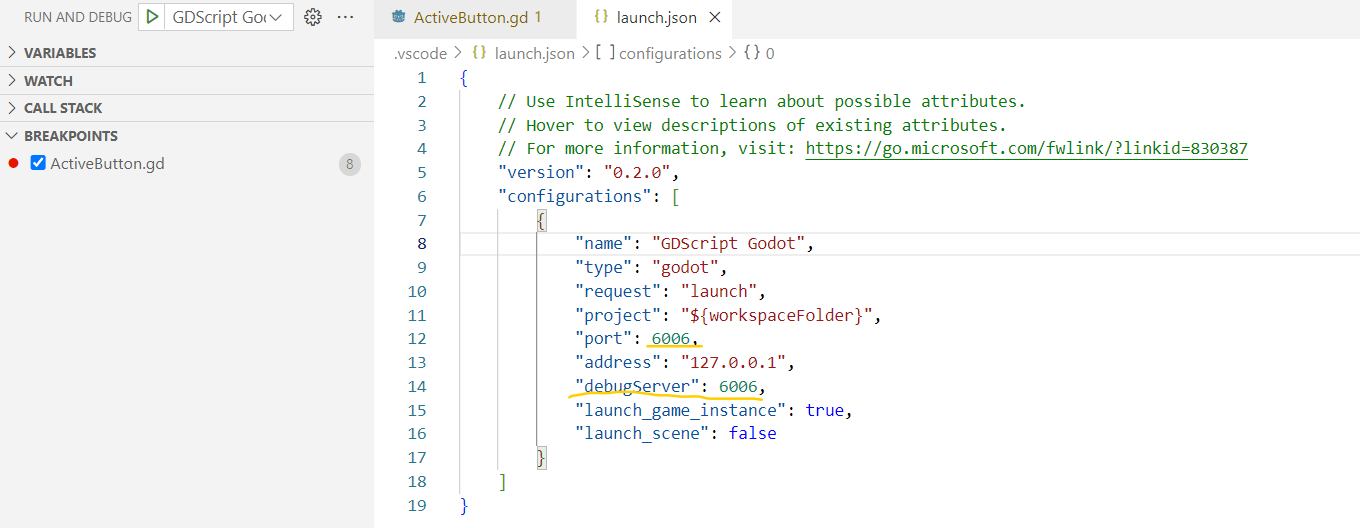 RUN AND DEBUG GDScript Goc
VARIABLES
WATCH
CALL STACK
BREAKPOINTS
ActiveButton.gd 8
ActiveButton.gd 1 {} launch.json
.vscode > {} launch.json > [ ] configurations > {} 0
1 {
2 // Use IntelliSense to learn about possible attributes.
3 // Hover to view descriptions of existing attributes.
4 // For more information, visit: https://go.microsoft.com/fwlink/?linkid=830387
5 "version": "0.2.0",
6 "configurations": [
7 {
8 "name": "GDScript Godot",
9 "type": "godot",
10 "request": "launch",
11 "project": "${workspaceFolder}",
12 "port": 6006,
13 "address": "127.0.0.1",
14 "debugServer": 6006,
15 "launch_game_instance": true,
16 "launch_scene": false
17 }
18 ]
19 }